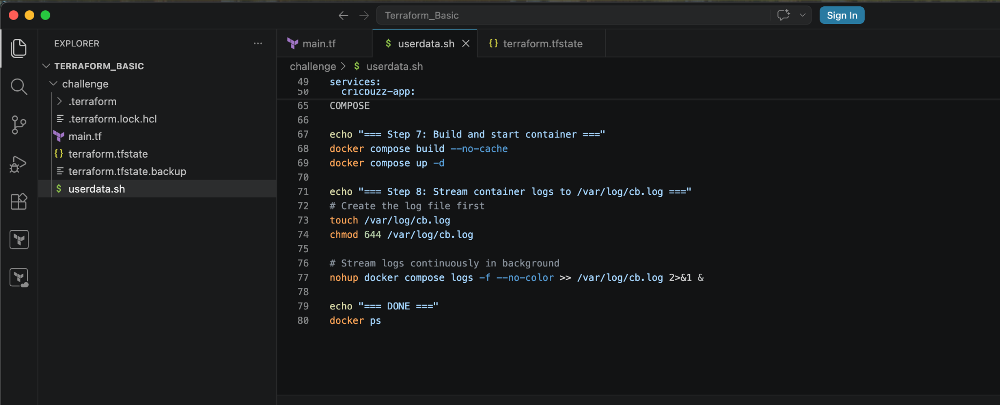 Terraform_Basic
Sign In
EXPLORER
TERRAFORM_BASIC
challenge
.terraform
.terraform.lock.hcl
main.tf
terraform.tfstate
terraform.tfstate.backup
userdata.sh
main.tf
$ userdata.sh
{} terraform.tfstate
challenge > $ userdata.sh
49 services:
50   cricbuzz-app:
65 COMPOSE
66
67 echo "=== Step 7: Build and start container ==="
68 docker compose build --no-cache
69 docker compose up -d
70
71 echo "=== Step 8: Stream container logs to /var/log/cb.log ==="
72 # Create the log file first
73 touch /var/log/cb.log
74 chmod 644 /var/log/cb.log
75
76 # Stream logs continuously in background
77 nohup docker compose logs -f --no-color >> /var/log/cb.log 2>&1 &
78
79 echo "=== DONE ==="
80 docker ps